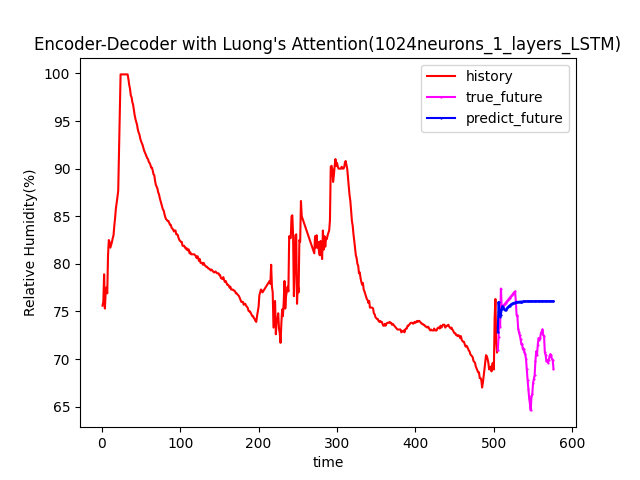 Encoder-Decoder with Luong's Attention(1024neurons_1_layers_LSTM)
history
true_future
predict_future
Relative Humidity(%)
100
95
90
85
80
75
70
65
0 100 200 300 400 500 600
time